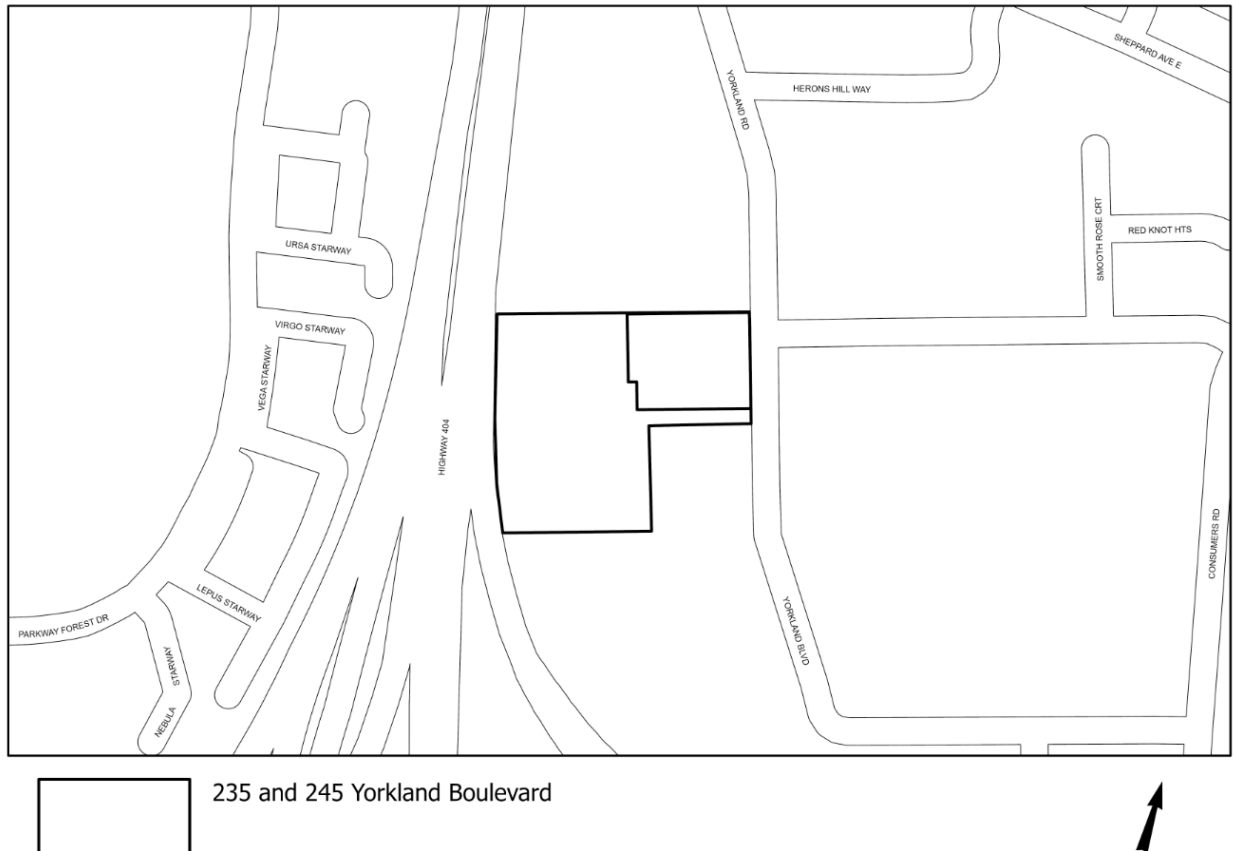 SHEPPARD AVE E
YORKLAND RD
HERONS HILL WAY
SMOOTH ROSE CRT
RED KNOT HTS
URSA STARWAY
VIRGO STARWAY
VEGA STARWAY
HIGHWAY 404
CONSUMERS RD
LEPUS STARWAY
PARKWAY FOREST DR
YORKLAND BLVD
NEBULA STARWAY
235 and 245 Yorkland Boulevard